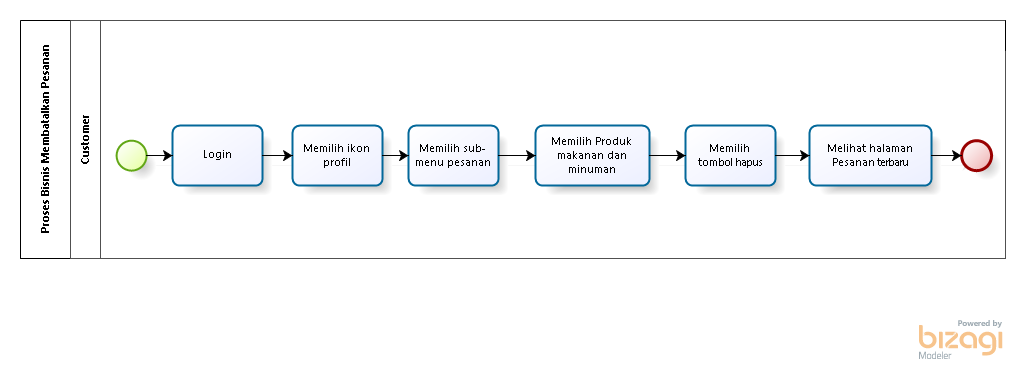 Proses Bisnis Membatalkan Pesanan
Customer
Login
Memilih ikon
profil
Memilih sub-
menu pesanan
Memilih Produk
makanan dan
minuman
Memilih
tombol hapus
Melihat halaman
Pesanan terbaru
Powered by
bizagi
Modeler